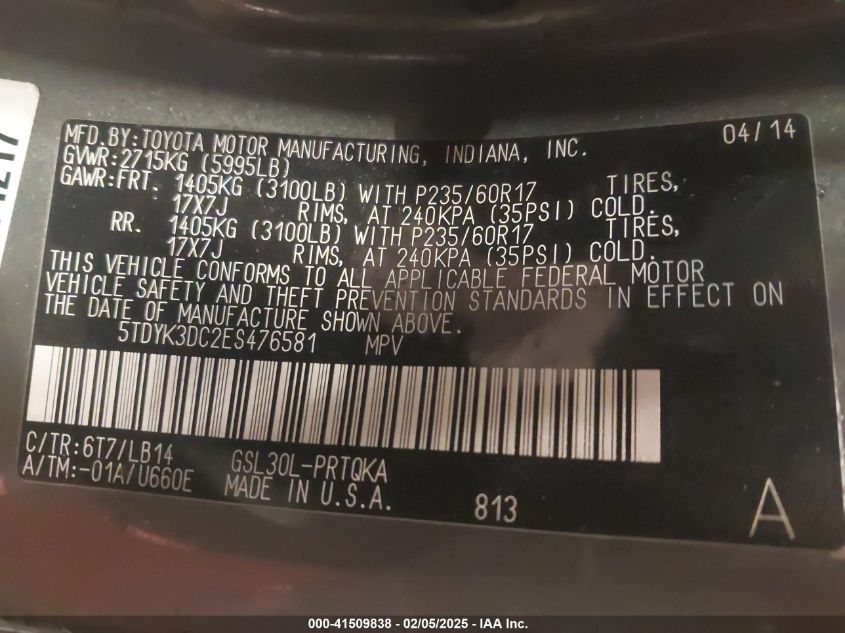 MFD. BY: TOYOTA MOTOR MANUFACTURING, INDIANA, INC. 04/14
GVWR: 2715KG (5995LB)
GAWR: FRT. 1405KG (3100LB) WITH P235/60R17 TIRES,
17X7J RIMS, AT 240KPA (35PSI) COLD.
RR. 1405KG (3100LB) WITH P235/60R17 TIRES,
17X7J RIMS, AT 240KPA (35PSI) COLD.
THIS VEHICLE CONFORMS TO ALL APPLICABLE FEDERAL MOTOR
VEHICLE SAFETY AND THEFT PREVENTION STANDARDS IN EFFECT ON
THE DATE OF MANUFACTURE SHOWN ABOVE.
5TDYK3DC2ES476581 MPV
C/TR: 6T7/LB14 GSL30L-PRTQKA
A/TM: -01A/U660E MADE IN U.S.A. 813 A
000-41509838 - 02/05/2025 - IAA Inc.